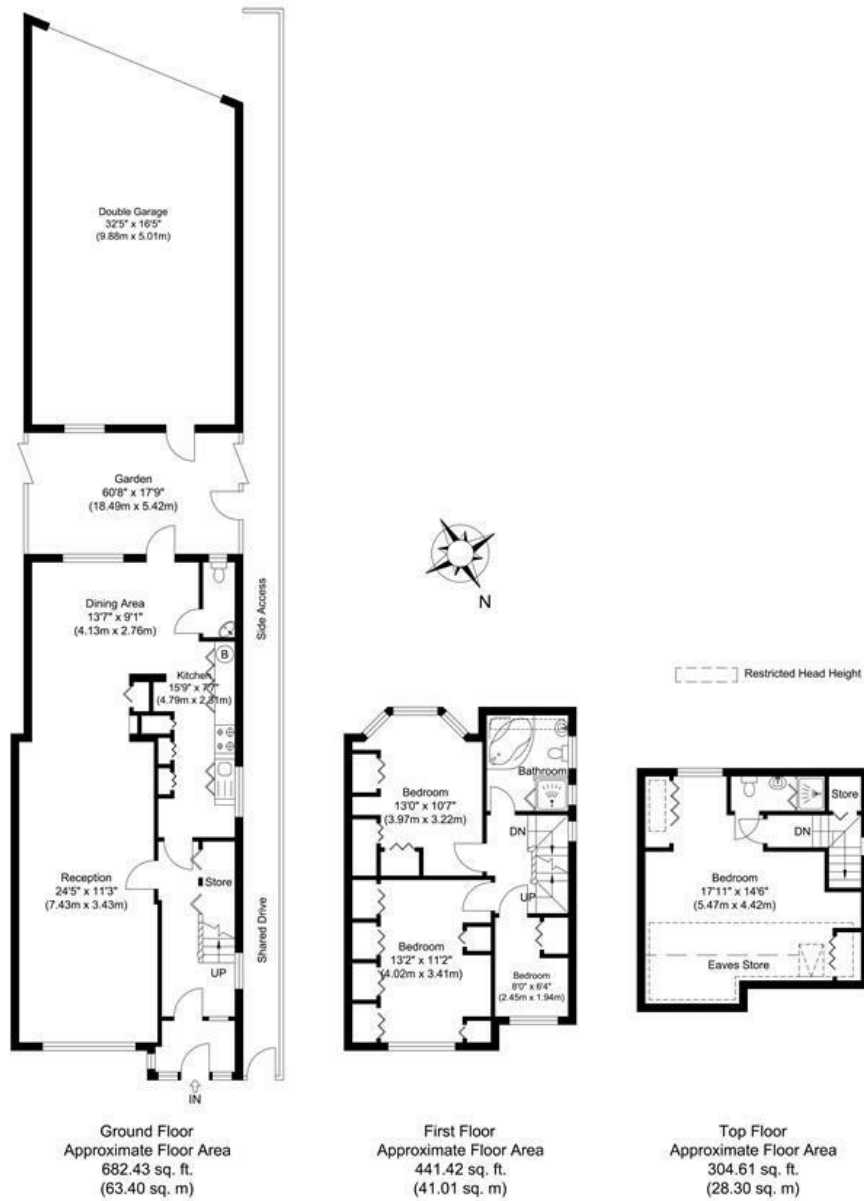 Double Garage
32'5" x 16'5"
(9.88m x 5.01m)
Garden
60'8" x 17'9"
(18.49m x 5.42m)
Dining Area
13'7" x 9'1"
(4.13m x 2.76m)
B
Kitchen
15'9" x 7'7"
(4.79m x 2.31m)
Side Access
Reception
24'5" x 11'3"
(7.43m x 3.43m)
Store
UP
Shared Drive
IN
Ground Floor
Approximate Floor Area
682.43 sq. ft.
(63.40 sq. m)
N
Bathroom
Bedroom
13'0" x 10'7"
(3.97m x 3.22m)
DN
UP
Bedroom
13'2" x 11'2"
(4.02m x 3.41m)
Bedroom
8'0" x 6'4"
(2.45m x 1.94m)
First Floor
Approximate Floor Area
441.42 sq. ft.
(41.01 sq. m)
Restricted Head Height
Store
DN
Bedroom
17'11" x 14'6"
(5.47m x 4.42m)
Eaves Store
Top Floor
Approximate Floor Area
304.61 sq. ft.
(28.30 sq. m)